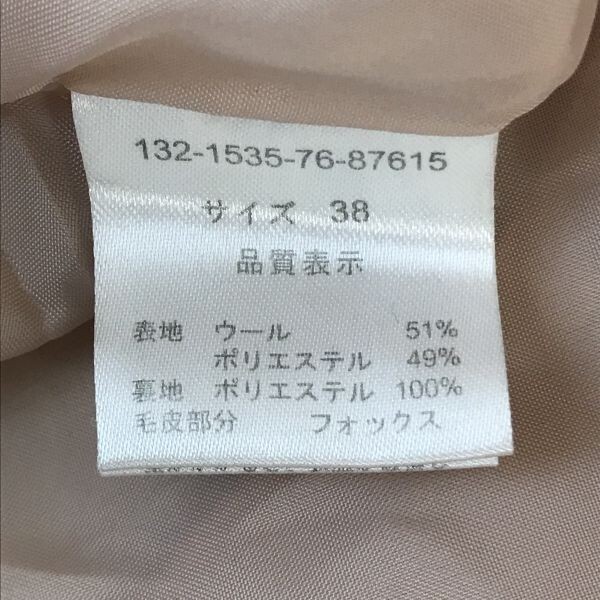 132-1535-76-87615
サイズ 38
品質表示
表地 ウール 51%
ポリエステル 49%
裏地 ポリエステル 100%
毛皮部分 フォックス